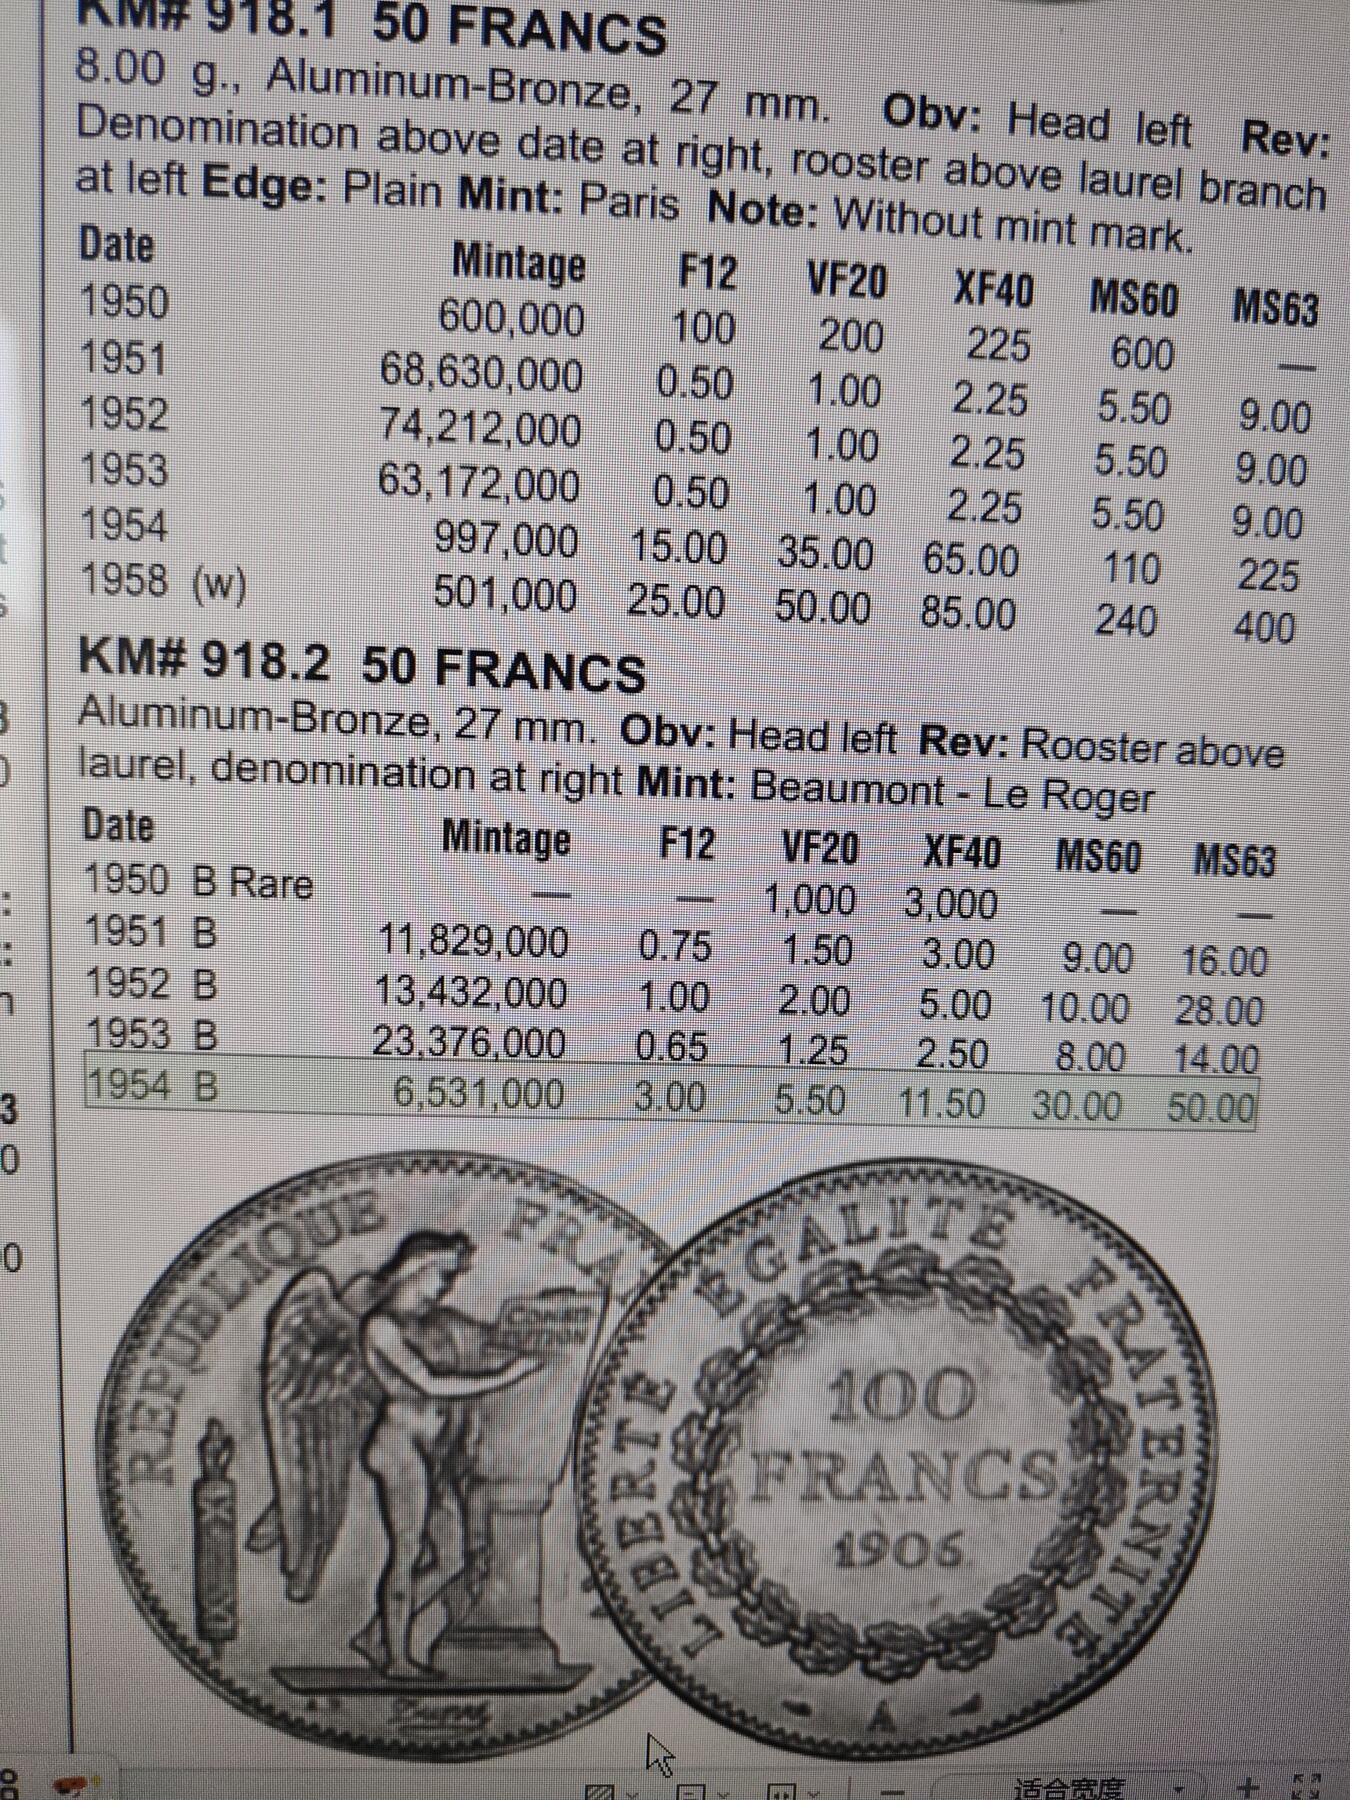 KM# 918.1 50 FRANCS
8.00 g., Aluminum-Bronze, 27 mm. Obv: Head left Rev:
Denomination above date at right, rooster above laurel branch
at left Edge: Plain Mint: Paris Note: Without mint mark.
Date Mintage F12 VF20 XF40 MS60 MS63
1950 600,000 100 200 225 600 —
1951 68,630,000 0.50 1.00 2.25 5.50 9.00
1952 74,212,000 0.50 1.00 2.25 5.50 9.00
1953 63,172,000 0.50 1.00 2.25 5.50 9.00
1954 997,000 15.00 35.00 65.00 110 225
1958 (w) 501,000 25.00 50.00 85.00 240 400
KM# 918.2 50 FRANCS
Aluminum-Bronze, 27 mm. Obv: Head left Rev: Rooster above
laurel, denomination at right Mint: Beaumont - Le Roger
Date Mintage F12 VF20 XF40 MS60 MS63
1950 B Rare — — 1,000 3,000 — —
1951 B 11,829,000 0.75 1.50 3.00 9.00 16.00
1952 B 13,432,000 1.00 2.00 5.00 10.00 28.00
1953 B 23,376,000 0.65 1.25 2.50 8.00 14.00
1954 B 6,531,000 3.00 5.50 11.50 30.00 50.00
REPUBLIQUE FRA
LIBERTE EGALITE FRATERNITE
100
FRANCS
1906
A
适合宽度